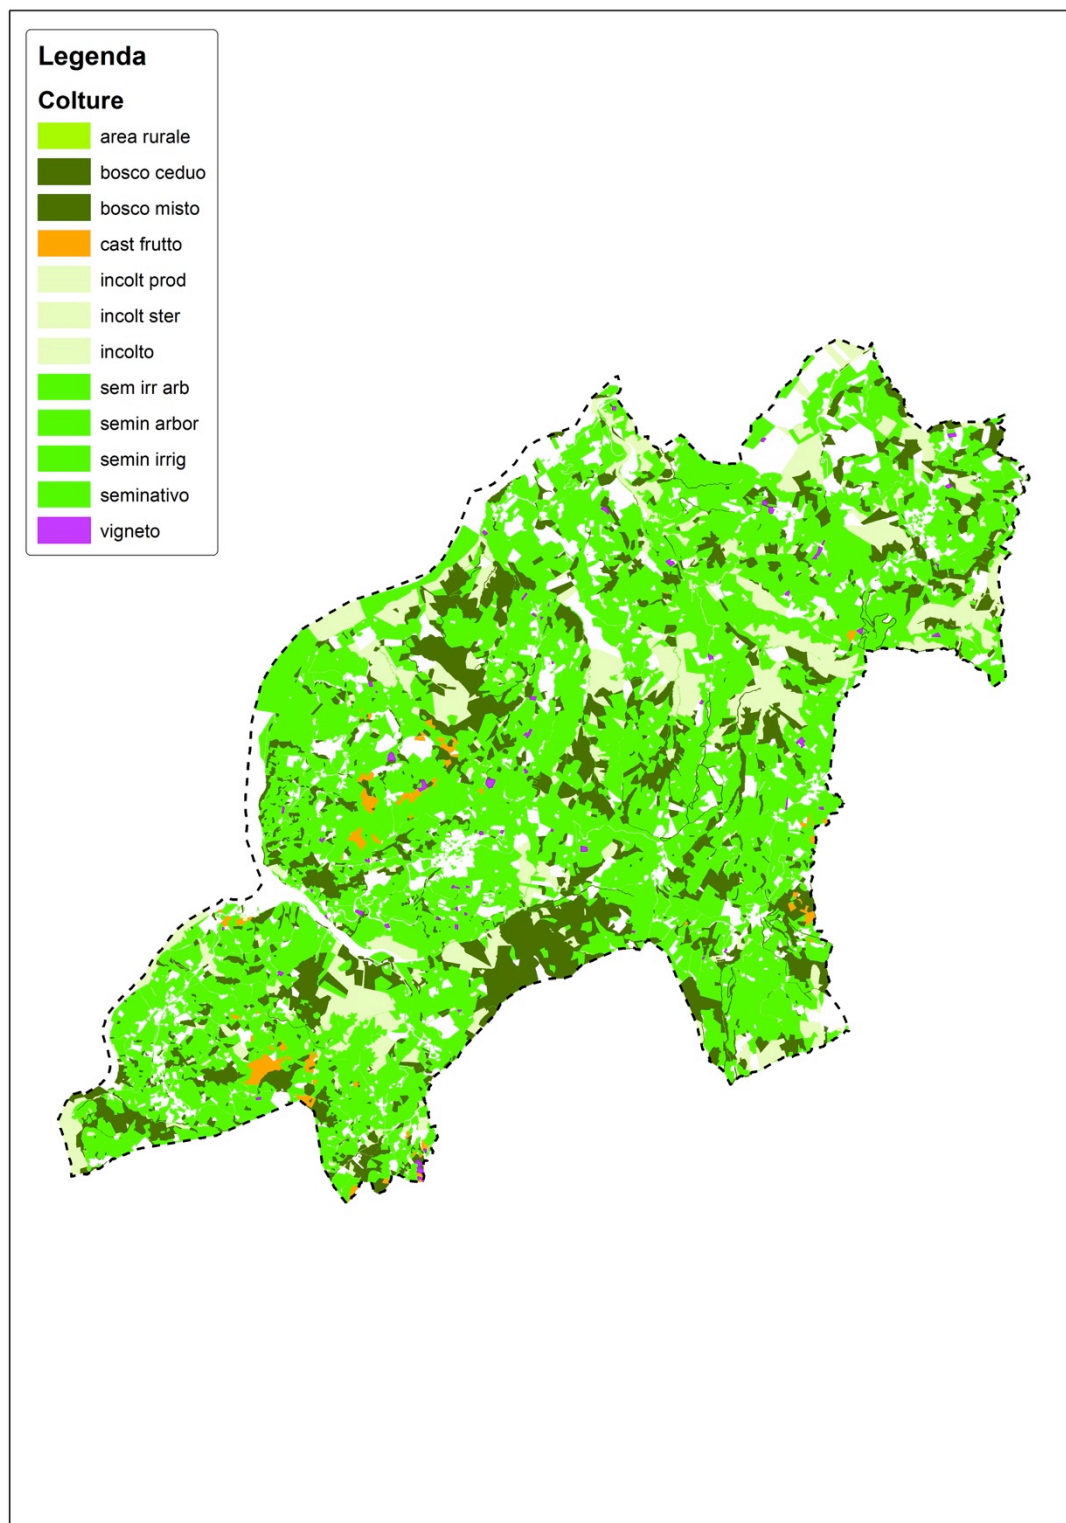 Legenda
Colture
area rurale
bosco ceduo
bosco misto
cast frutto
incolt prod
incolt ster
incolto
sem irr arb
semin arbor
semin irrig
seminativo
vigneto